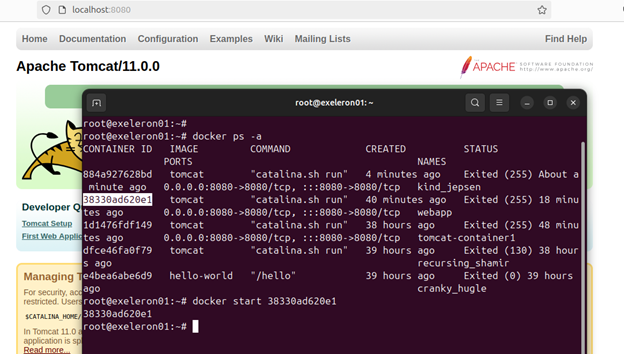 localhost:8080
Home Documentation Configuration Examples Wiki Mailing Lists Find Help
Apache Tomcat/11.0.0
APACHE
SOFTWARE FOUNDATION
http://www.apache.org/
root@exeleron01: ~
root@exeleron01:~#
root@exeleron01:~# docker ps -a
CONTAINER ID IMAGE COMMAND CREATED STATUS
PORTS NAMES
884a927628bd tomcat "catalina.sh run" 4 minutes ago Exited (255) About a
minute ago 0.0.0.0:8080->8080/tcp, :::8080->8080/tcp kind_jepsen
38330ad620e1 tomcat "catalina.sh run" 40 minutes ago Exited (255) 18 minu
tes ago 0.0.0.0:8080->8080/tcp, :::8080->8080/tcp webapp
1d1476fdf149 tomcat "catalina.sh run" 38 hours ago Exited (255) 48 minu
tes ago 0.0.0.0:8080->8080/tcp, :::8080->8080/tcp tomcat-container1
dfce46fa0f79 tomcat "catalina.sh run" 39 hours ago Exited (130) 38 hour
s ago recursing_shamir
e4bea6abe6d9 hello-world "/hello" 39 hours ago Exited (0) 39 hours
ago cranky_hugle
root@exeleron01:~# docker start 38330ad620e1
38330ad620e1
root@exeleron01:~#
Developer Qu
Tomcat Setup
First Web Applic
Managing T
For security, acc
restricted. Users
$CATALINA_HOME/
In Tomcat 11.0 a
application is spl
Read more...